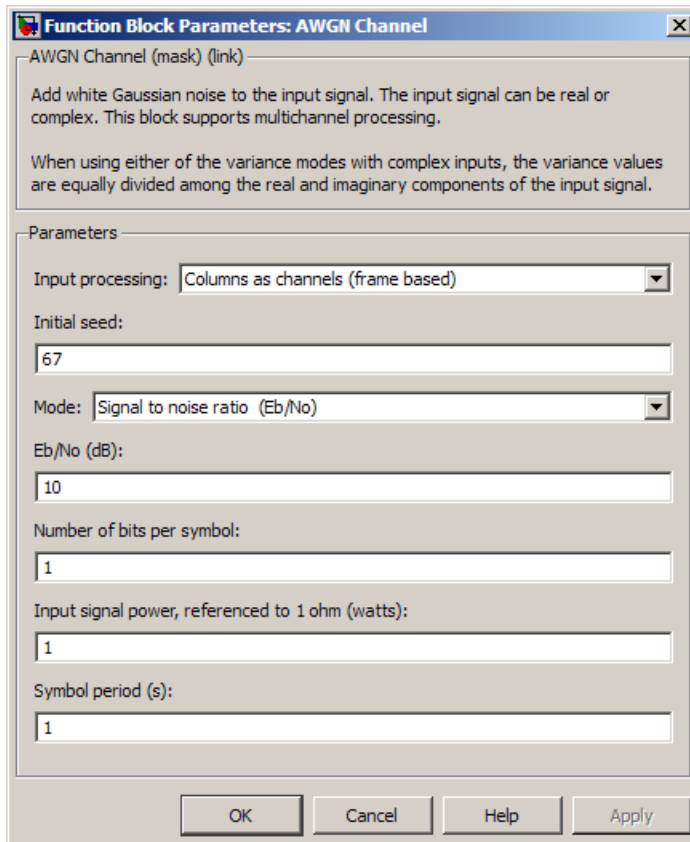 Function Block Parameters: AWGN Channel
AWGN Channel (mask) (link)
Add white Gaussian noise to the input signal. The input signal can be real or
complex. This block supports multichannel processing.
When using either of the variance modes with complex inputs, the variance values
are equally divided among the real and imaginary components of the input signal.
Parameters
Input processing: Columns as channels (frame based)
Initial seed:
67
Mode: Signal to noise ratio (Eb/No)
Eb/No (dB):
10
Number of bits per symbol:
1
Input signal power, referenced to 1 ohm (watts):
1
Symbol period (s):
1
OK Cancel Help Apply